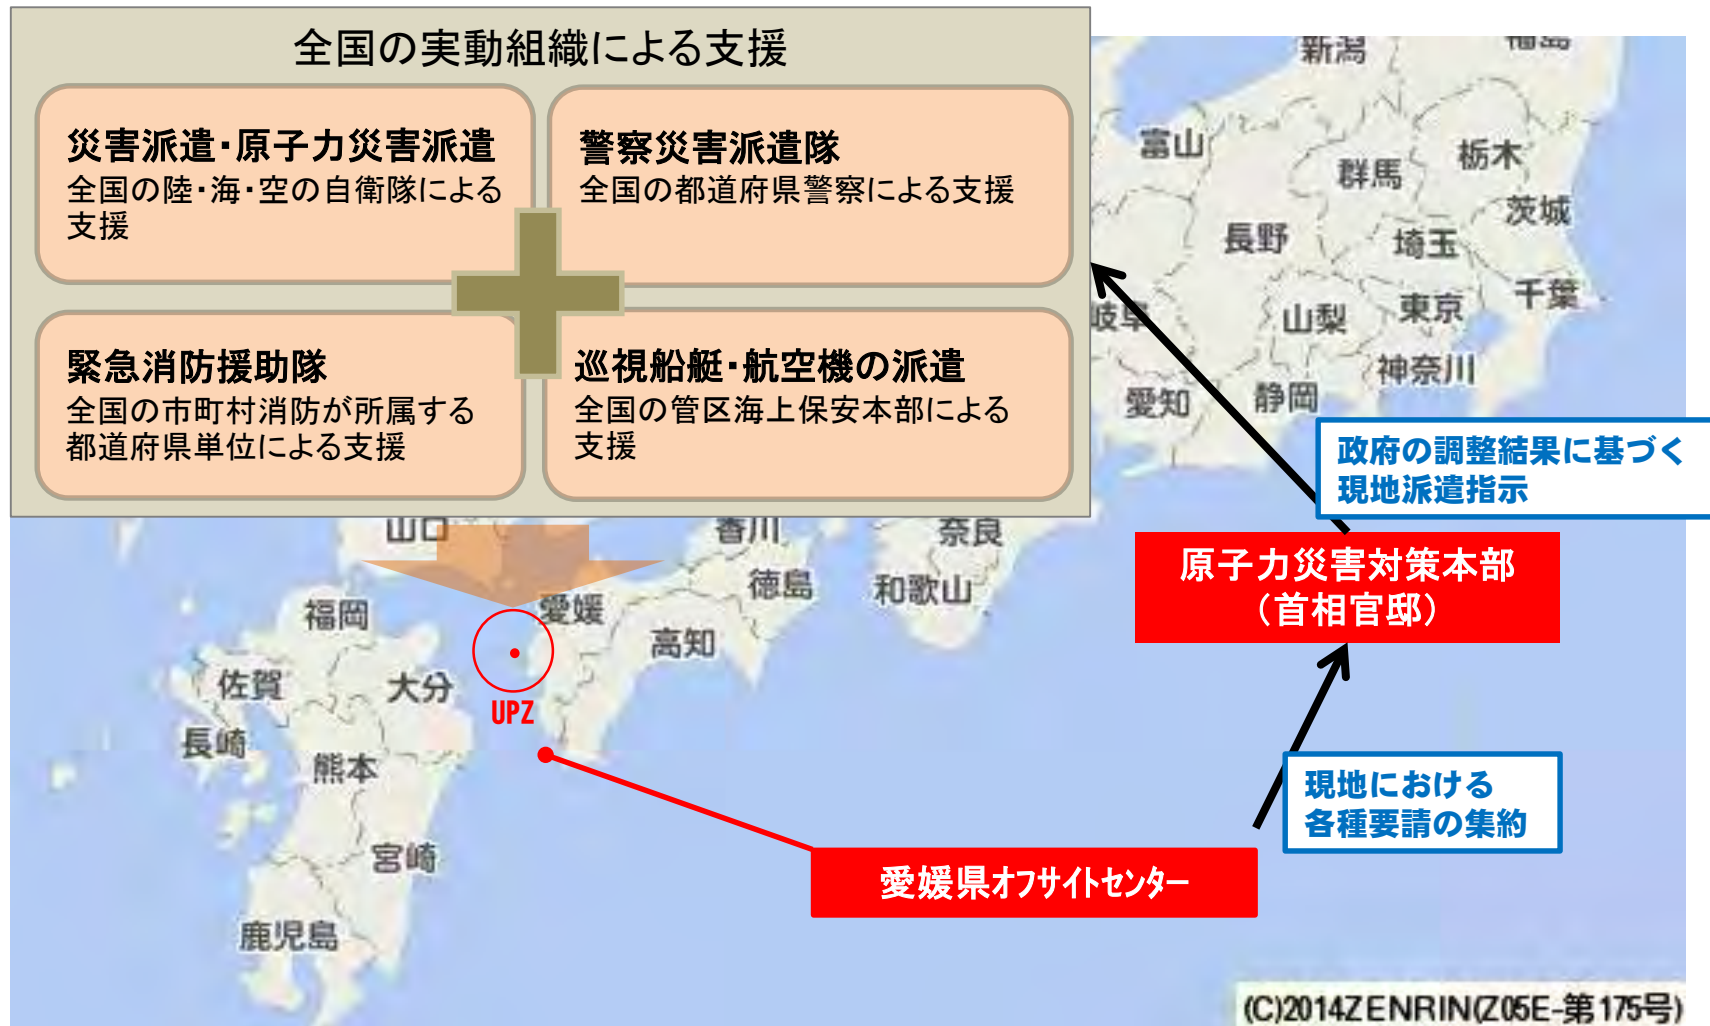 全国の実動組織による支援
災害派遣・原子力災害派遣
全国の陸・海・空の自衛隊による
支援
警察災害派遣隊
全国の都道府県警察による支援
緊急消防援助隊
全国の市町村消防が所属する
都道府県単位による支援
巡視船艇・航空機の派遣
全国の管区海上保安本部による
支援
新潟
福島
富山
群馬
栃木
茨城
長野
埼玉
千葉
岐阜
山梨
東京
神奈川
愛知
静岡
政府の調整結果に基づく
現地派遣指示
原子力災害対策本部
（首相官邸）
山口
香川
奈良
徳島
和歌山
愛媛
高知
福岡
佐賀
大分
UPZ
長崎
熊本
宮崎
鹿児島
現地における
各種要請の集約
愛媛県オフサイトセンター
(C)2014ZENRIN(Z05E-第175号)